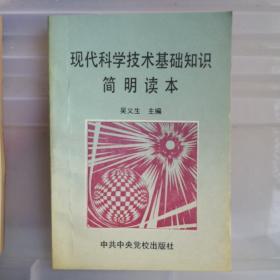 现代科学技术基础知识
简明读本
吴义生 主编
中共中央党校出版社